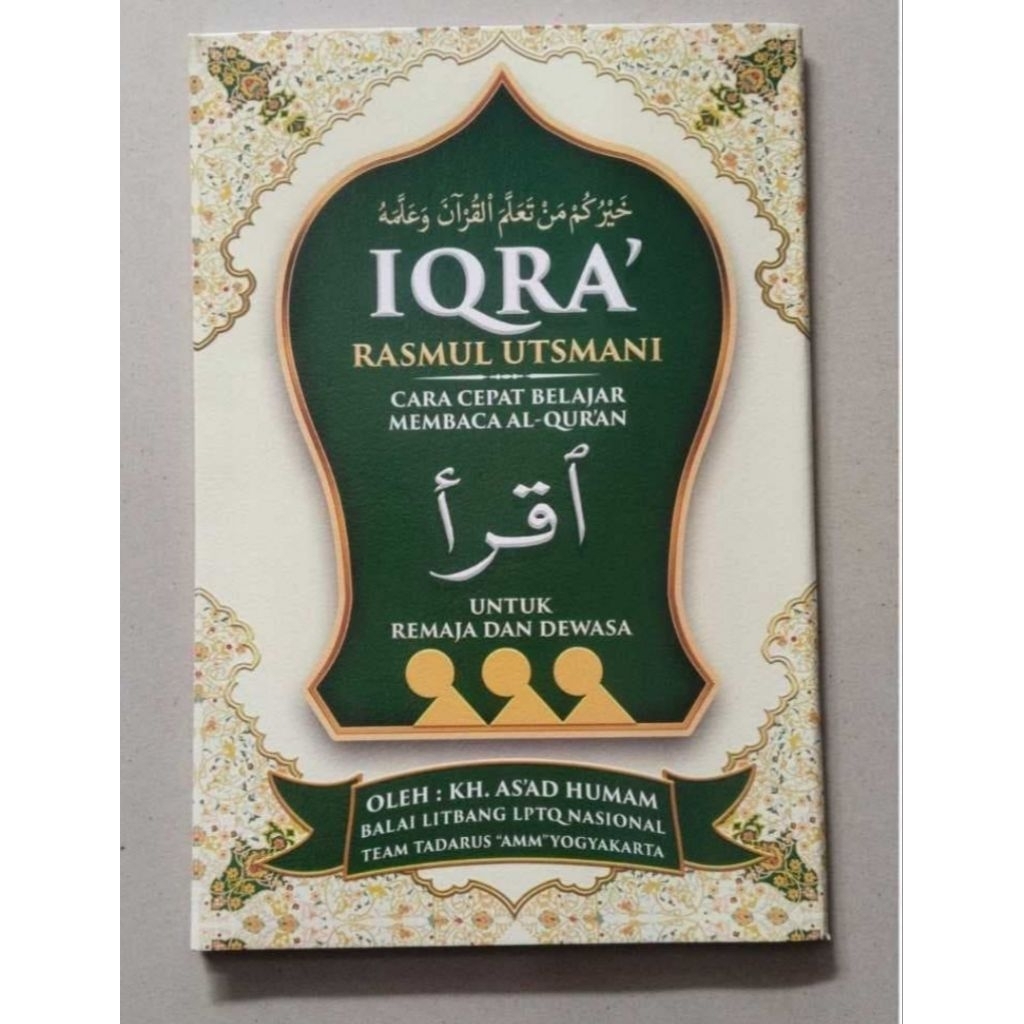 خَيْرُكُمْ مَنْ تَعَلَّمَ الْقُرْآنَ وَعَلَّمَهُ
IQRA’
RASMUL UTSMANI
CARA CEPAT BELAJAR
MEMBACA AL-QUR’AN
ٱقرأ
UNTUK
REMAJA DAN DEWASA
OLEH : KH. AS’AD HUMAM
BALAI LITBANG LPTQ NASIONAL
TEAM TADARUS “AMM” YOGYAKARTA